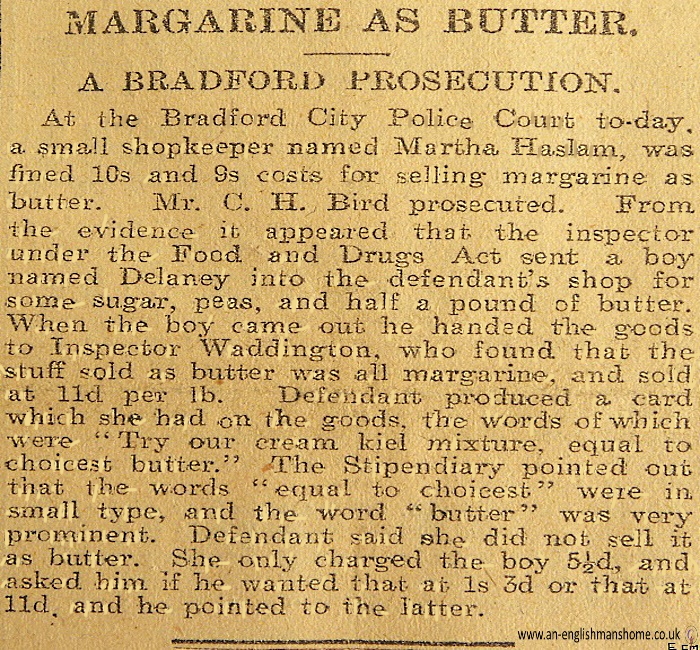 MARGARINE AS BUTTER.
A BRADFORD PROSECUTION.
At the Bradford City Police Court to-day,
a small shopkeeper named Martha Haslam, was
fined 10s and 9s costs for selling margarine as
butter. Mr. C. H. Bird prosecuted. From
the evidence it appeared that the inspector
under the Food and Drugs Act sent a boy
named Delaney into the defendant's shop for
some sugar, peas, and half a pound of butter.
When the boy came out he handed the goods
to Inspector Waddington, who found that the
stuff sold as butter was all margarine, and sold
at 11d per lb. Defendant produced a card
which she had on the goods, the words of which
were "Try our cream kiel mixture, equal to
choicest butter." The Stipendiary pointed out
that the words "equal to choicest" were in
small type, and the word "butter" was very
prominent. Defendant said she did not sell it
as butter. She only charged the boy 5½d, and
asked him if he wanted that at 1s 3d or that at
11d, and he pointed to the latter.
www.an-englishmanshome.co.uk